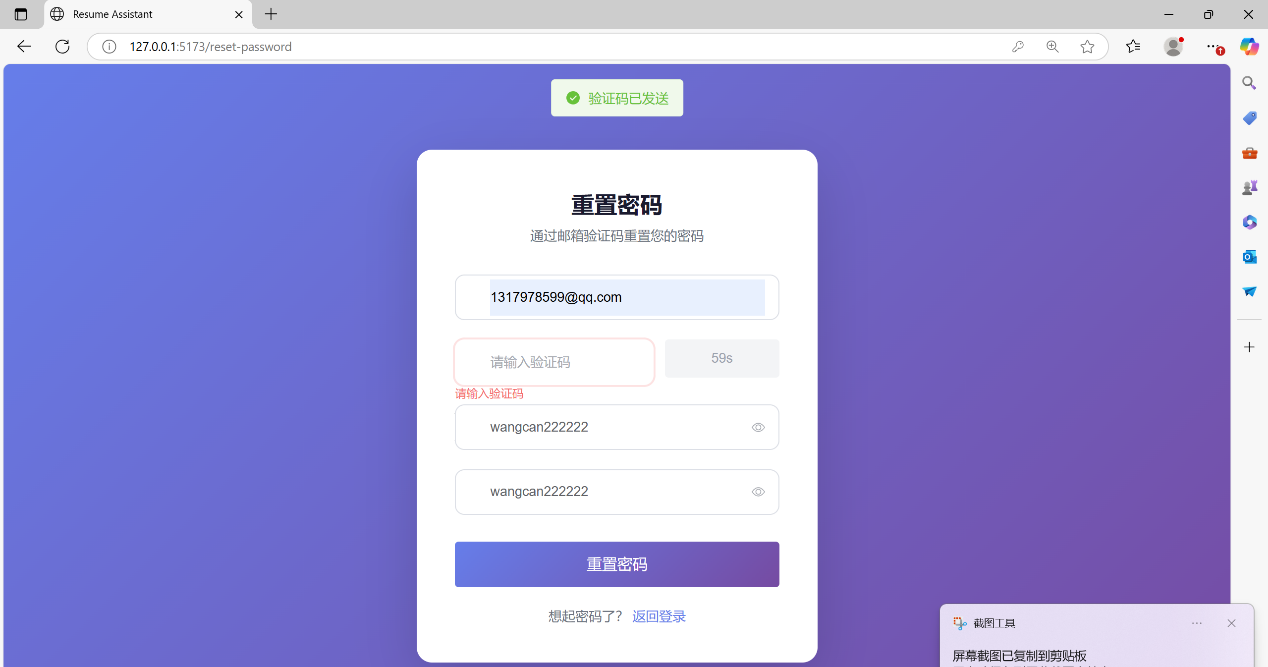 Resume Assistant
127.0.0.1:5173/reset-password
验证码已发送
重置密码
通过邮箱验证码重置您的密码
1317978599@qq.com
请输入验证码
59s
请输入验证码
wangcan222222
wangcan222222
重置密码
想起密码了？ 返回登录
截图工具
屏幕截图已复制到剪贴板